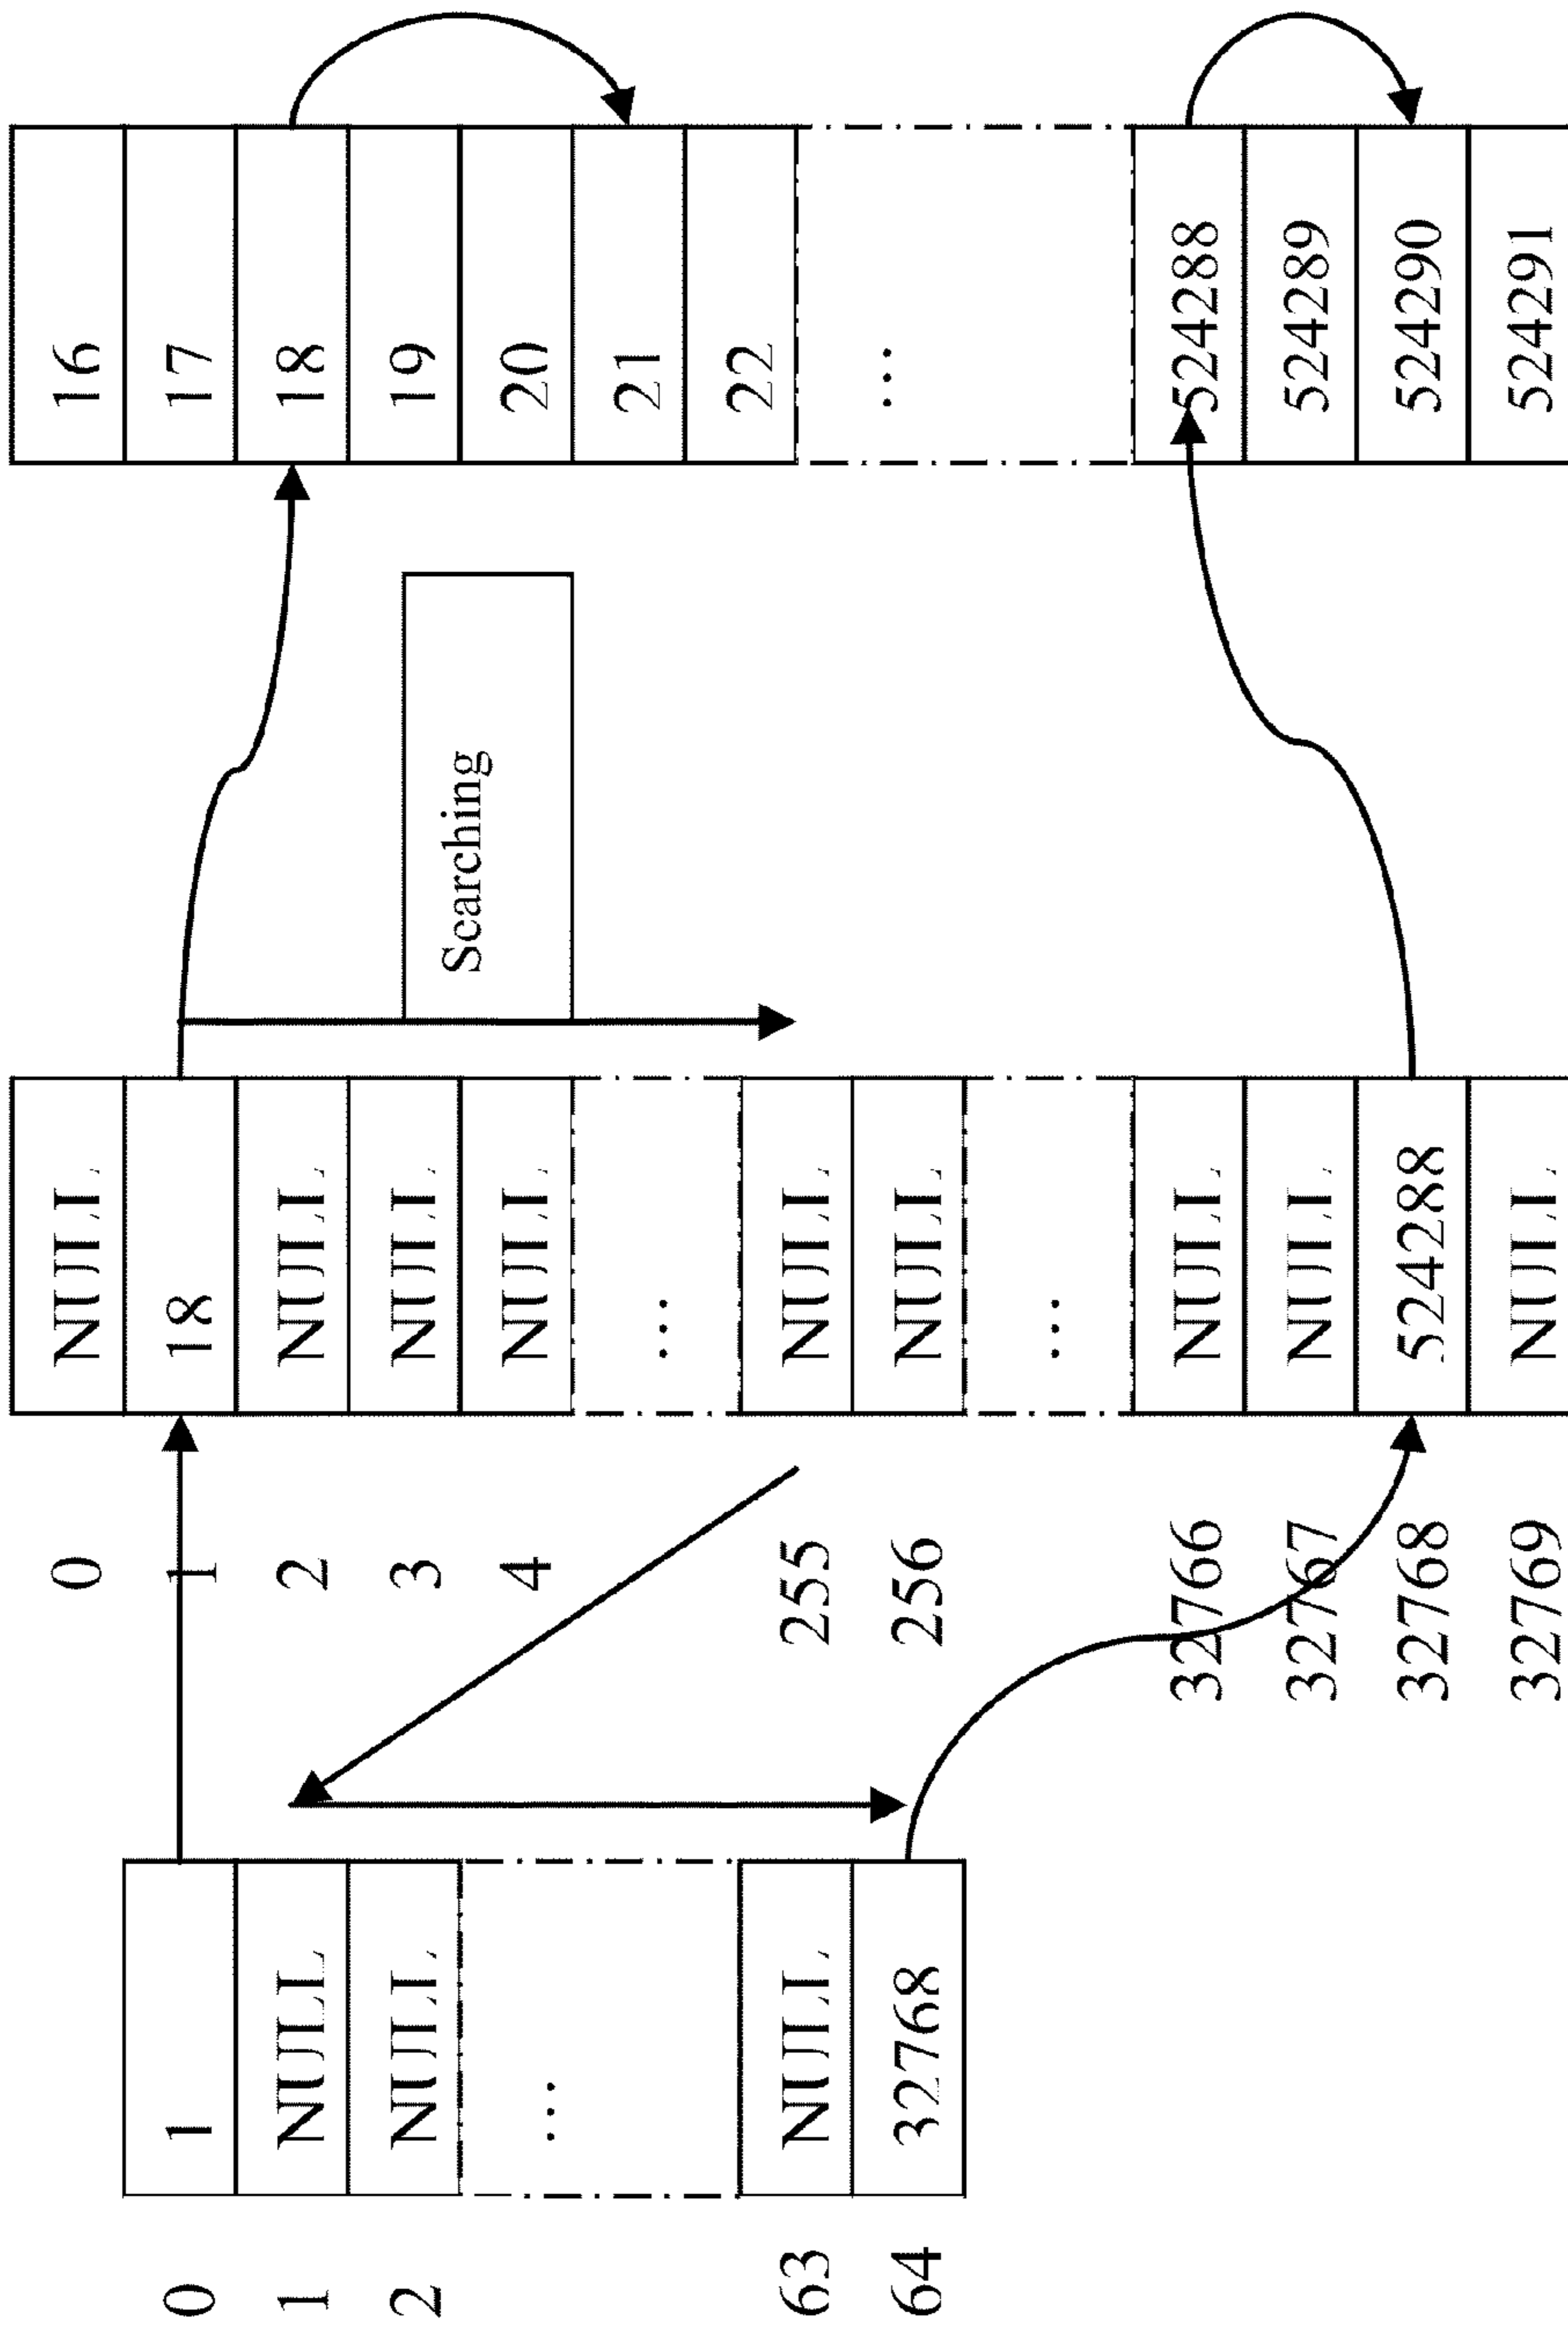 0 NULL 16
0 1 1 18 17
1 NULL 2 NULL 18
2 NULL 3 NULL 19
Searching
4 NULL 20
...
21
...
22
63 NULL 255 NULL
...
64 32768 256 NULL
...
32766 NULL 524288
32767 NULL 524289
32768 524288 524290
32769 NULL 524291